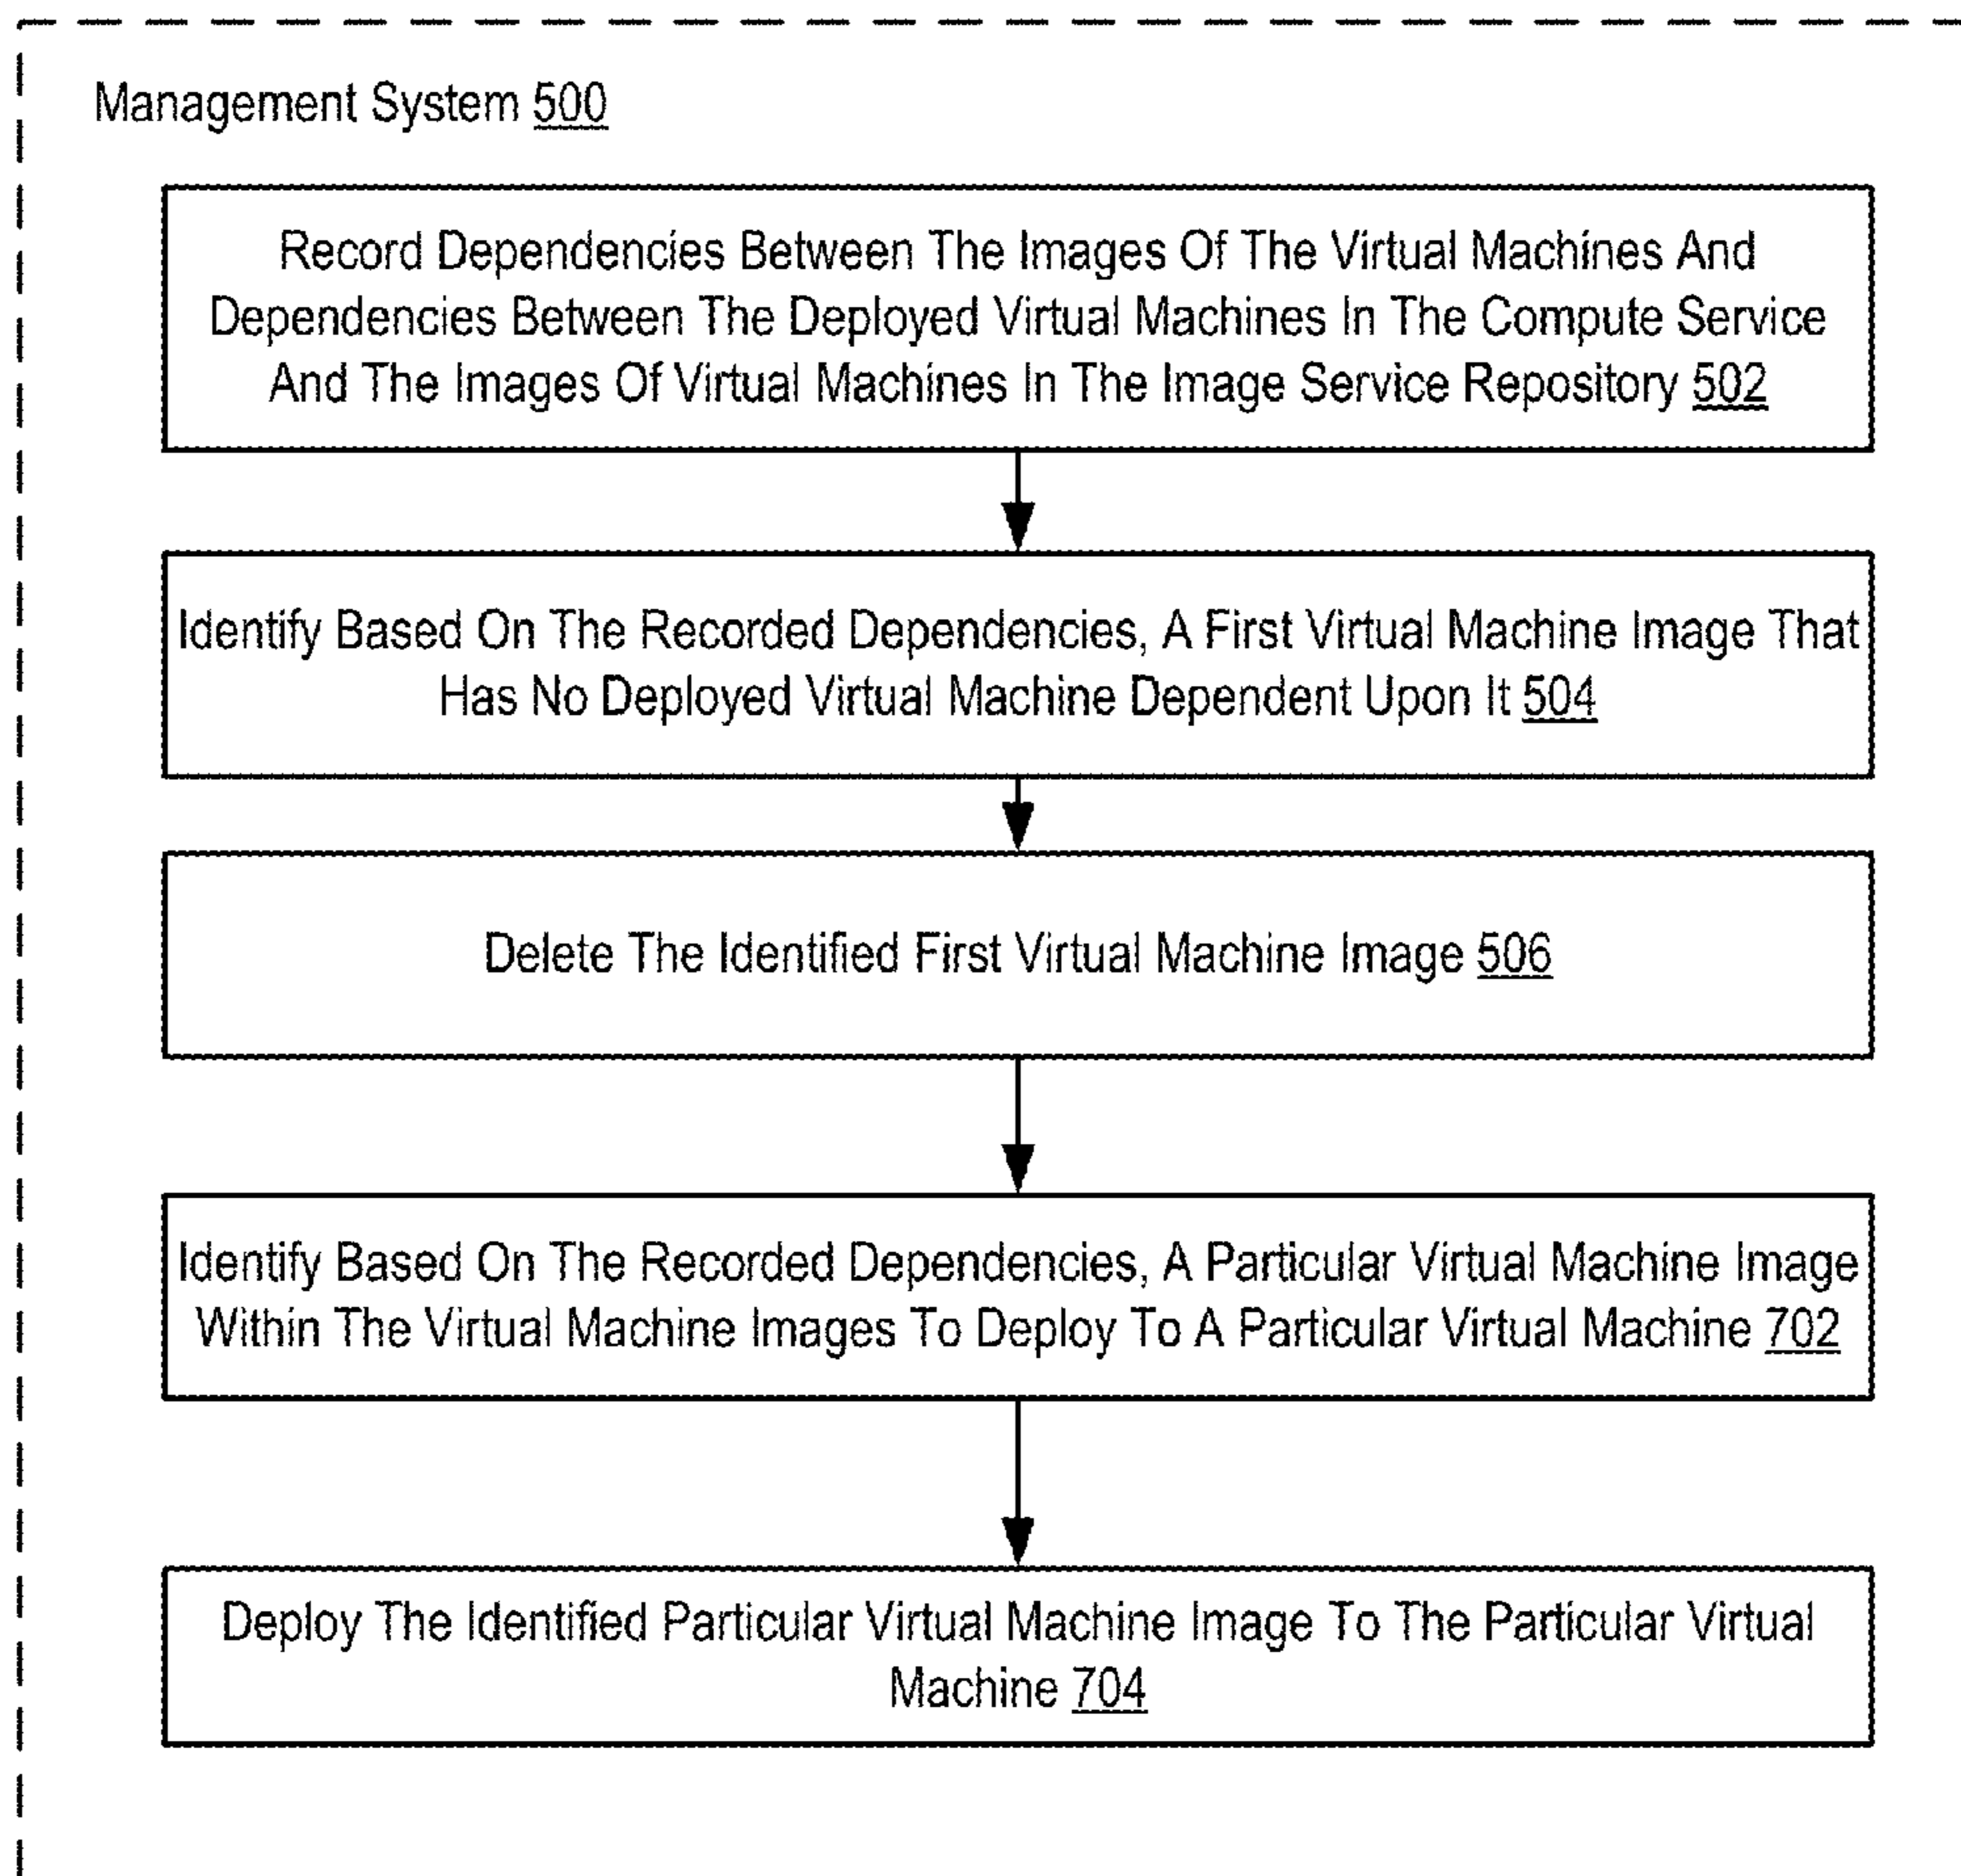 Management System 500
Record Dependencies Between The Images Of The Virtual Machines And
Dependencies Between The Deployed Virtual Machines In The Compute Service
And The Images Of Virtual Machines In The Image Service Repository 502
Identify Based On The Recorded Dependencies, A First Virtual Machine Image That
Has No Deployed Virtual Machine Dependent Upon It 504
Delete The Identified First Virtual Machine Image 506
Identify Based On The Recorded Dependencies, A Particular Virtual Machine Image
Within The Virtual Machine Images To Deploy To A Particular Virtual Machine 702
Deploy The Identified Particular Virtual Machine Image To The Particular Virtual
Machine 704